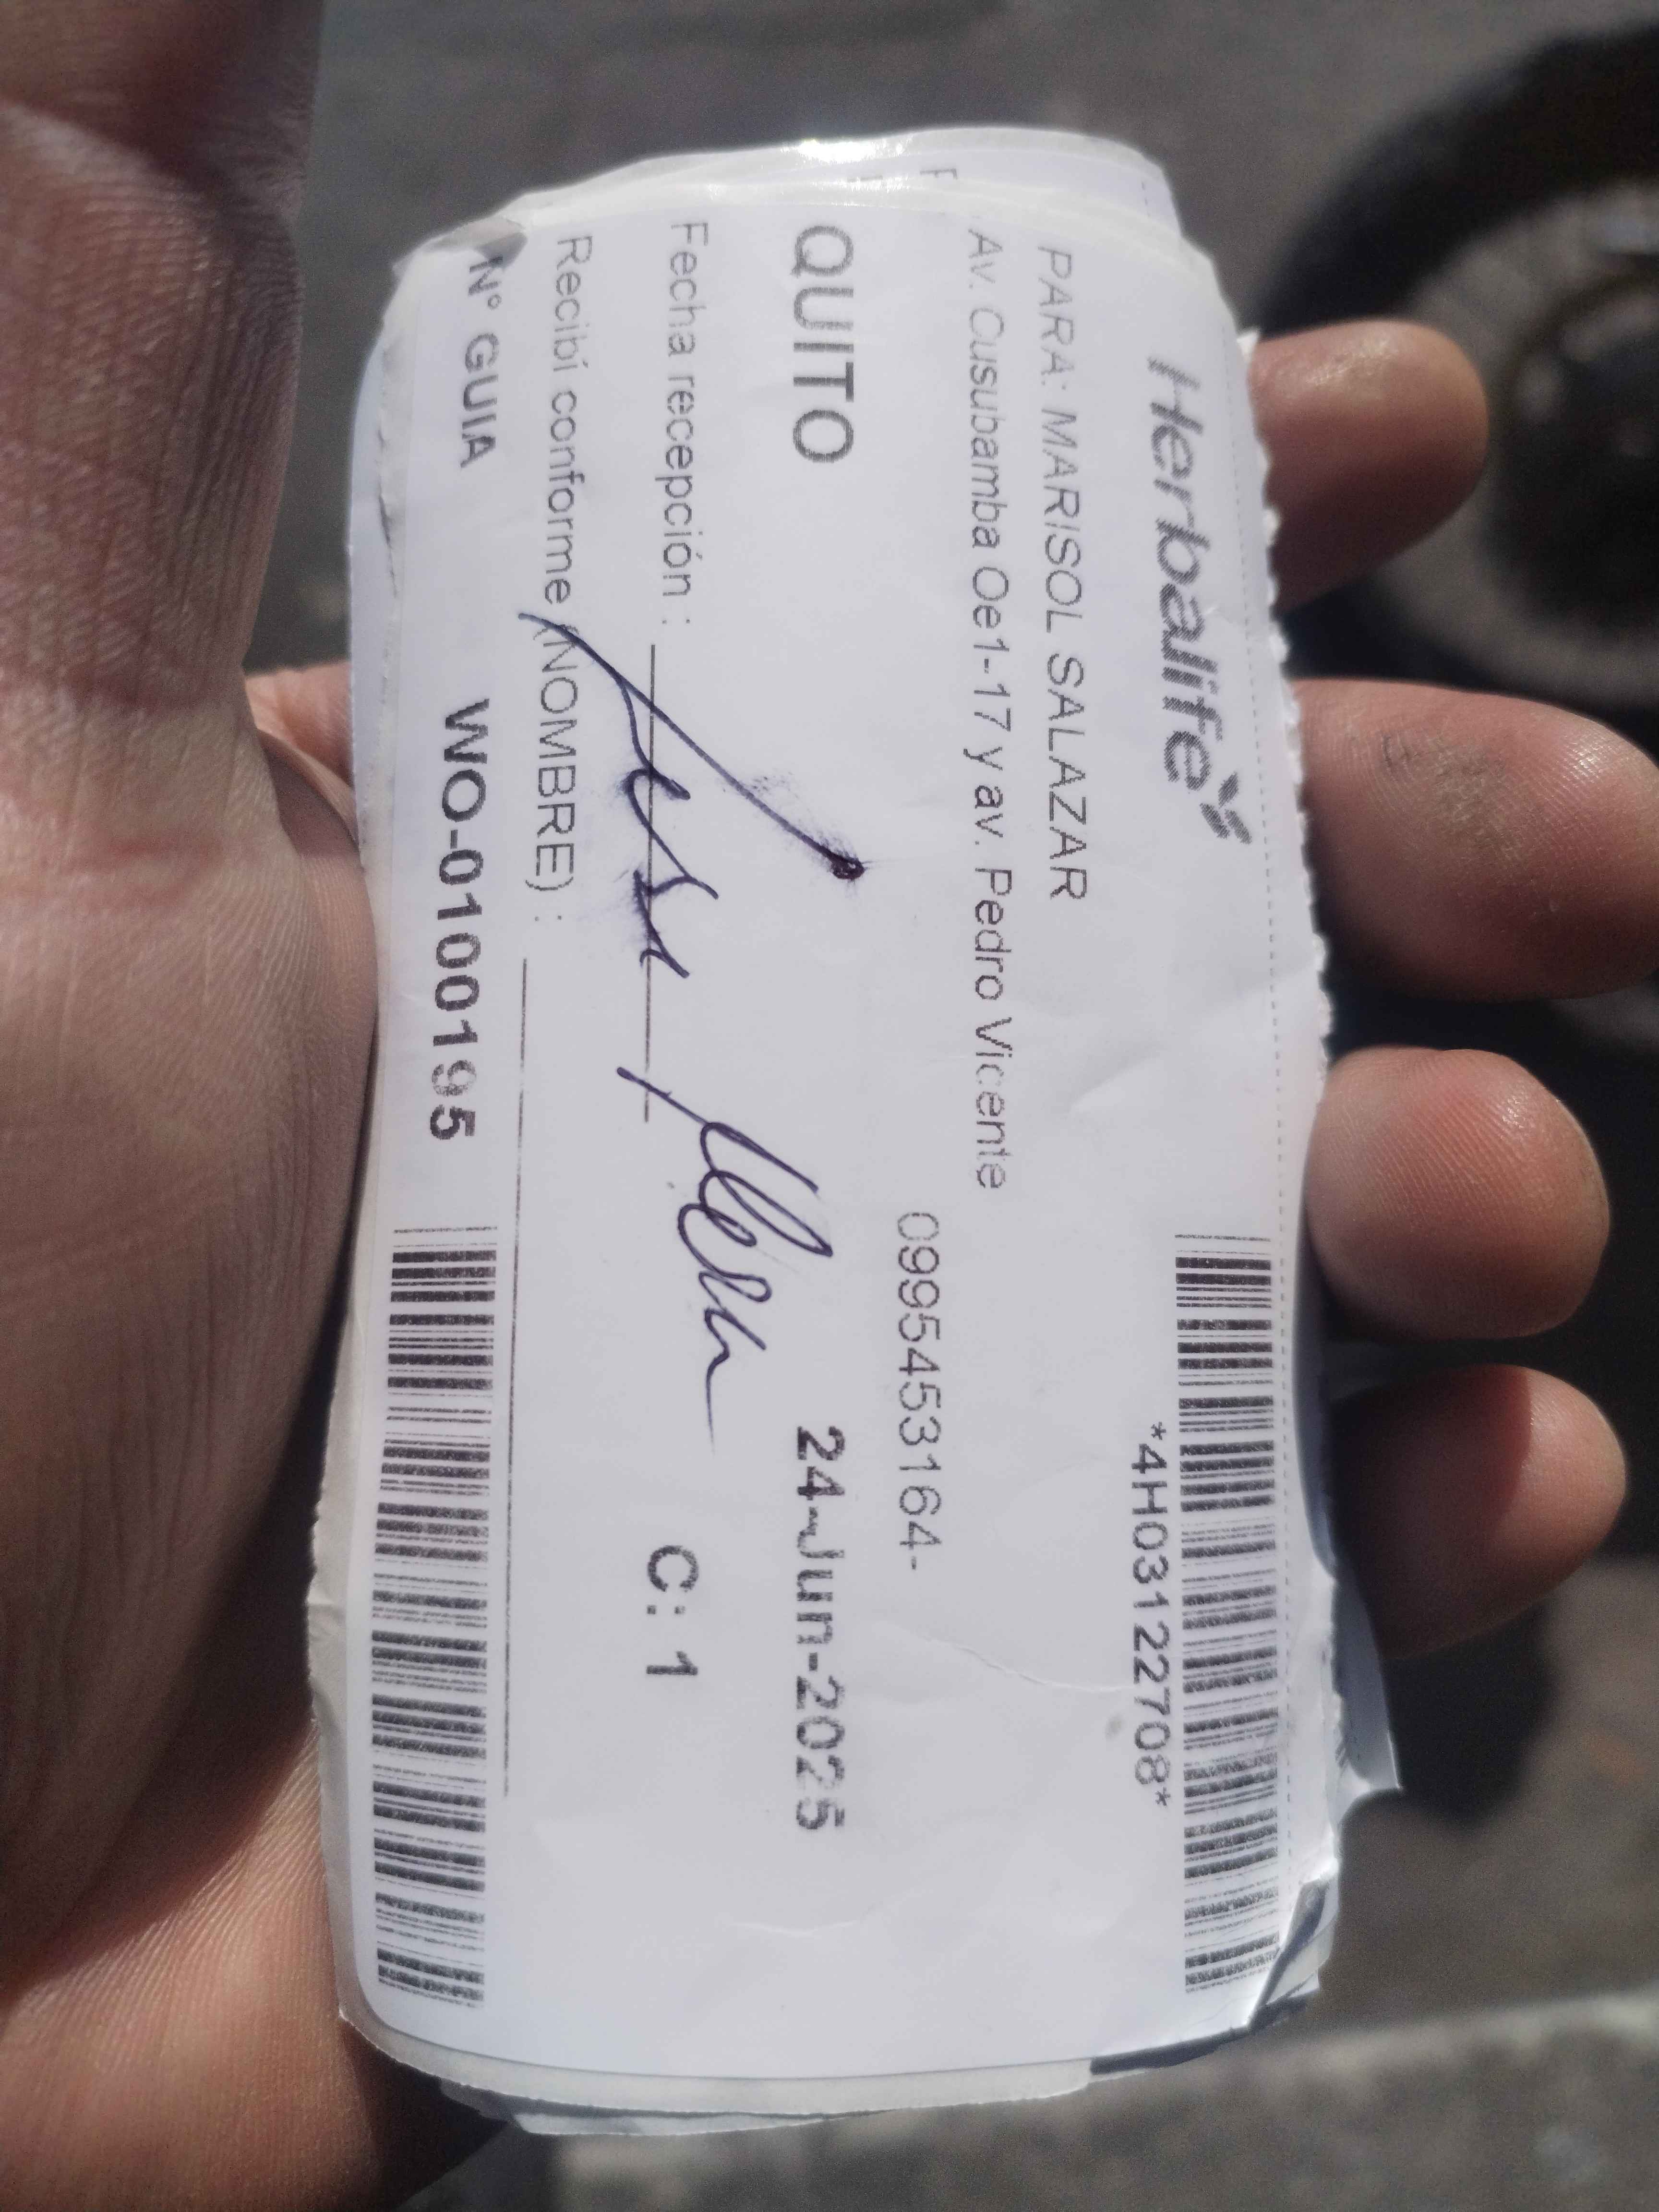 Herbalife
*4H03122708*
PARA: MARISOL SALAZAR
Av. Cusubamba Oe1-17 y av. Pedro Vicente
0995453164-
QUITO
24-Jun-2025
Fecha recepción :
C: 1
Recibí conforme (NOMBRE) :
N° GUIA WO-0100195